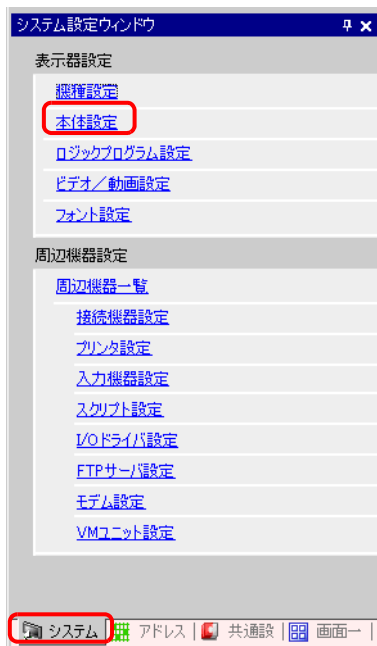 システム設定ウィンドウ
表示器設定
機種設定
本体設定
ロジックプログラム設定
ビデオ／動画設定
フォント設定
周辺機器設定
周辺機器一覧
接続機器設定
プリンタ設定
入力機器設定
スクリプト設定
I/Oドライバ設定
FTPサーバ設定
モデム設定
VMユニット設定
システム アドレス 共通設 画面一